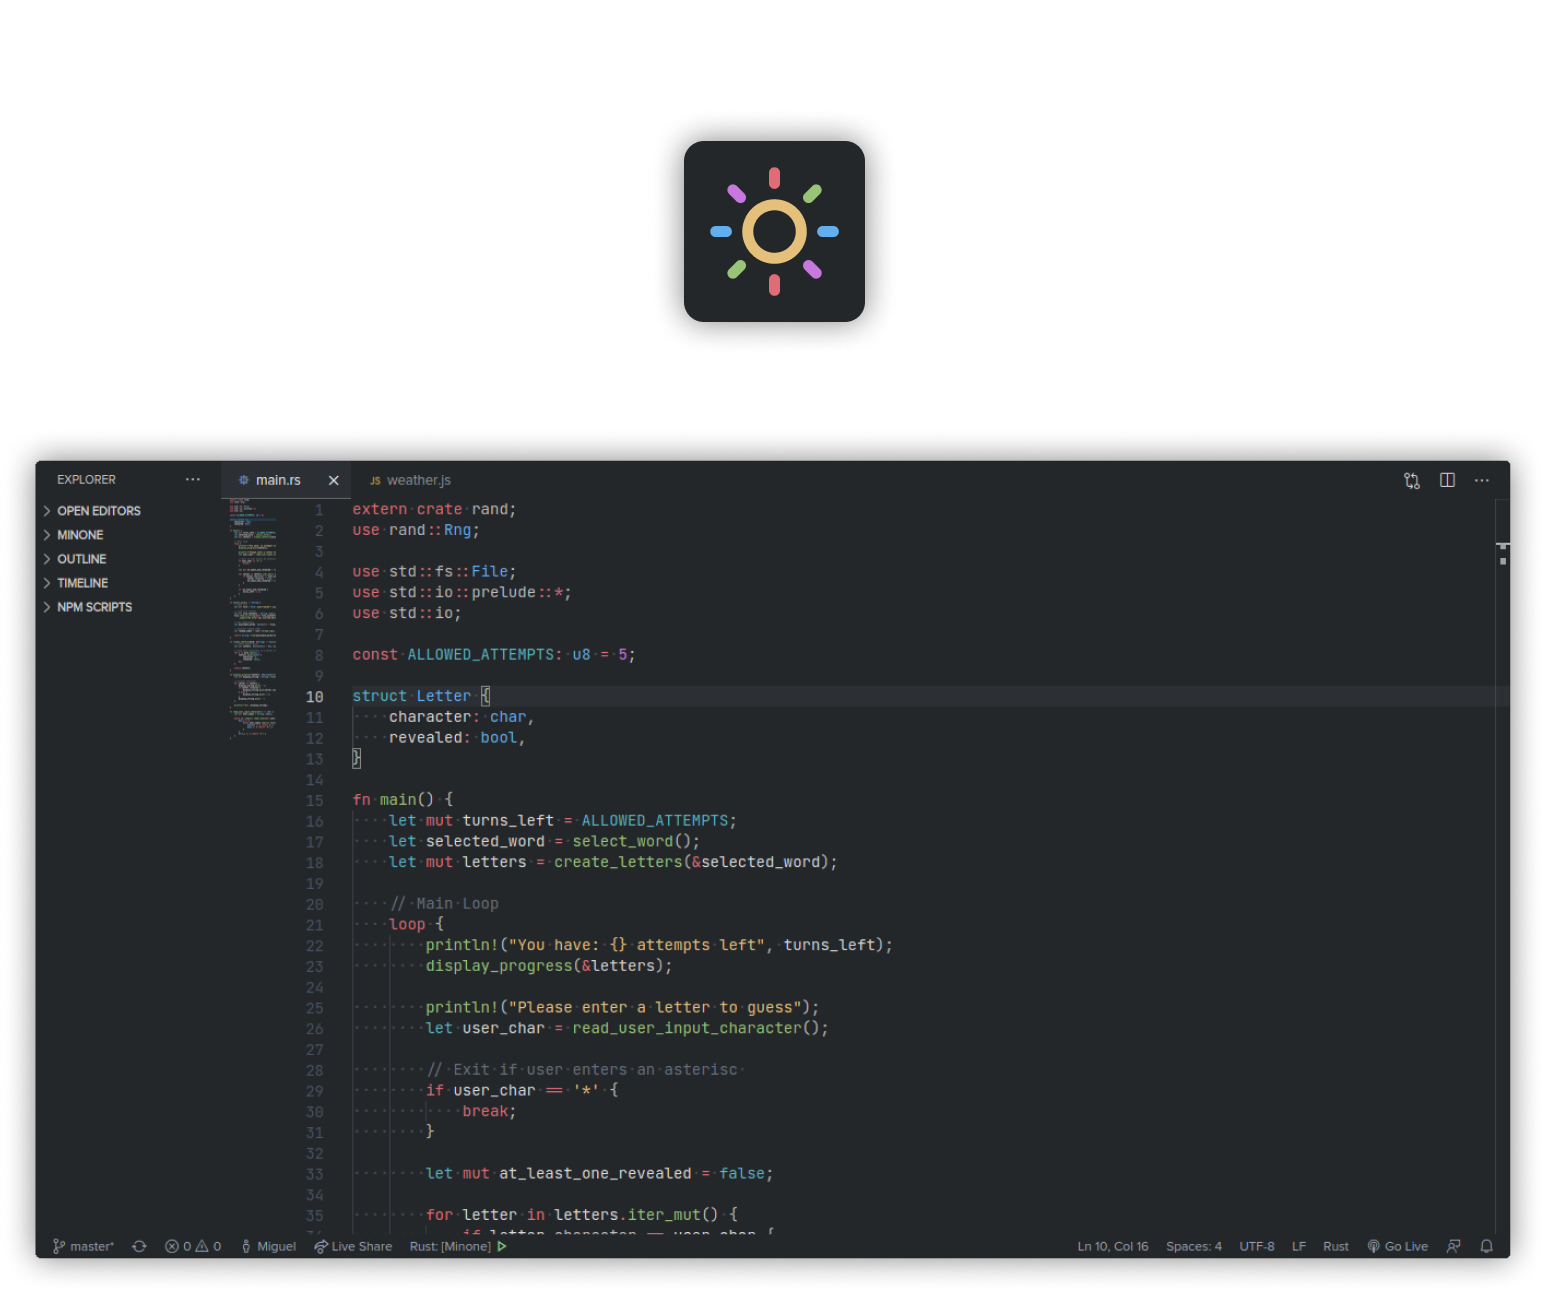 EXPLORER ··· main.rs × JS weather.js ···
OPEN EDITORS
MINONE
OUTLINE
TIMELINE
NPM SCRIPTS
1 extern crate rand;
2 use rand::Rng;
3
4 use std::fs::File;
5 use std::io::prelude::*;
6 use std::io;
7
8 const ALLOWED_ATTEMPTS: u8 = 5;
9
10 struct Letter {
11 character: char,
12 revealed: bool,
13 }
14
15 fn main() {
16 let mut turns_left = ALLOWED_ATTEMPTS;
17 let selected_word = select_word();
18 let mut letters = create_letters(&selected_word);
19
20 // Main Loop
21 loop {
22 println!("You have: {} attempts left", turns_left);
23 display_progress(&letters);
24
25 println!("Please enter a letter to guess");
26 let user_char = read_user_input_character();
27
28 // Exit if user enters an asterisc
29 if user_char == '*' {
30 break;
31 }
32
33 let mut at_least_one_revealed = false;
34
35 for letter in letters.iter_mut() {
master* 0 0 Miguel Live Share Rust: [Minone] Ln 10, Col 16 Spaces: 4 UTF-8 LF Rust Go Live